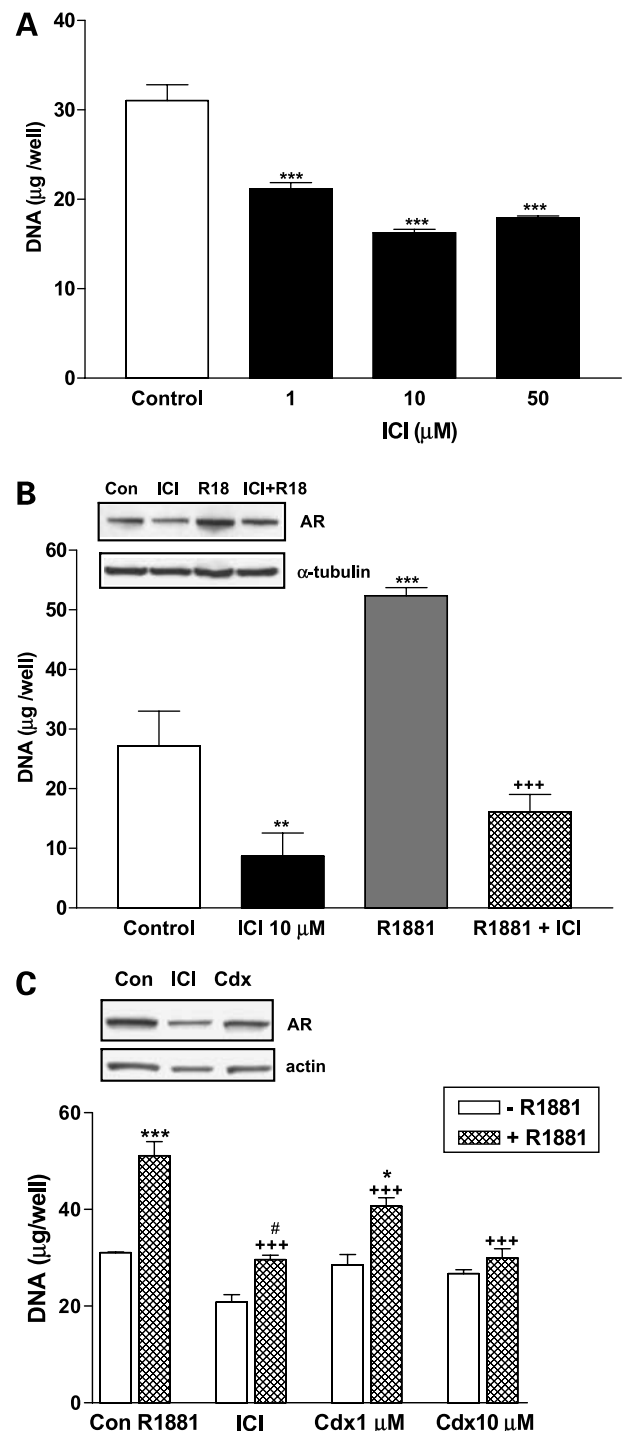 A
40
30
20
10
0
DNA (μg /well)
***
***
***
Control 1 10 50
ICI (μM)
B
Con ICI R18 ICI+R18
AR
α-tubulin
60
50
40
30
20
10
0
DNA (μg /well)
**
***
+++
Control ICI 10 μM R1881 R1881 + ICI
C
Con ICI Cdx
AR
actin
- R1881
+ R1881
60
40
20
0
DNA (μg/well)
***
#
+++
*
+++
+++
Con R1881 ICI Cdx1 μM Cdx10 μM